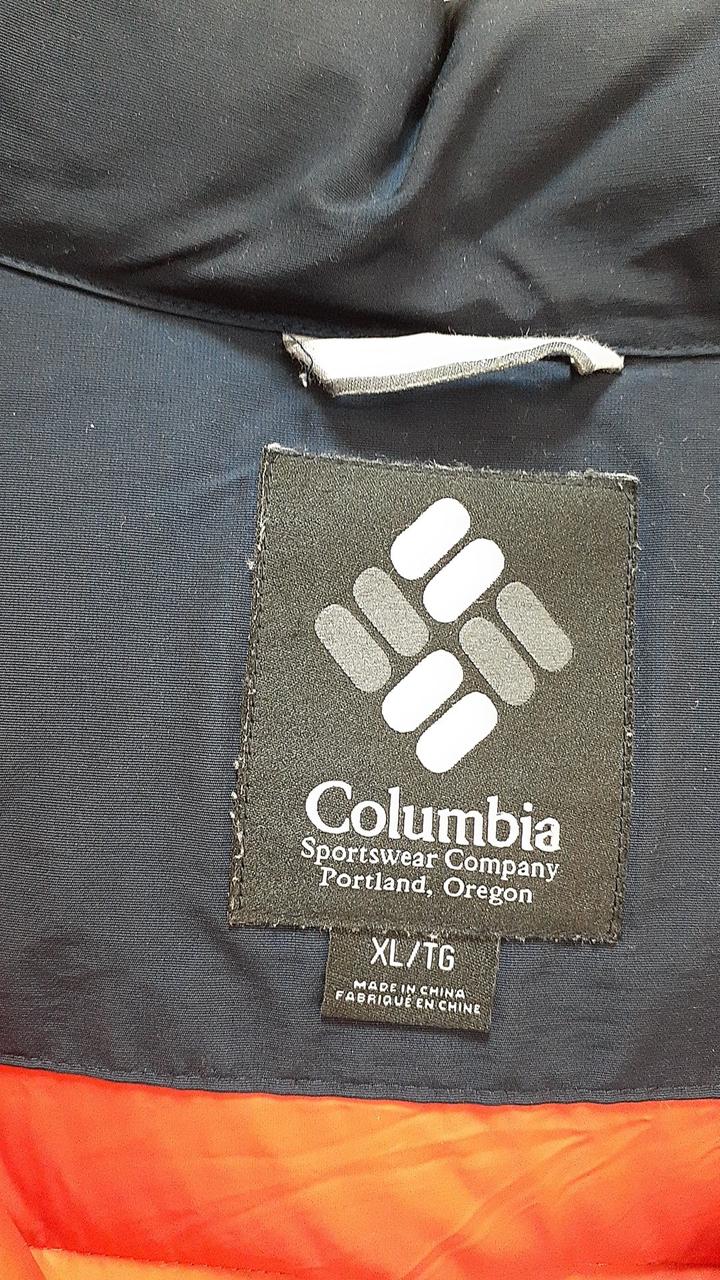 Columbia
Sportswear Company
Portland, Oregon
XL/TG
MADE IN CHINA
FABRIQUÉ EN CHINE